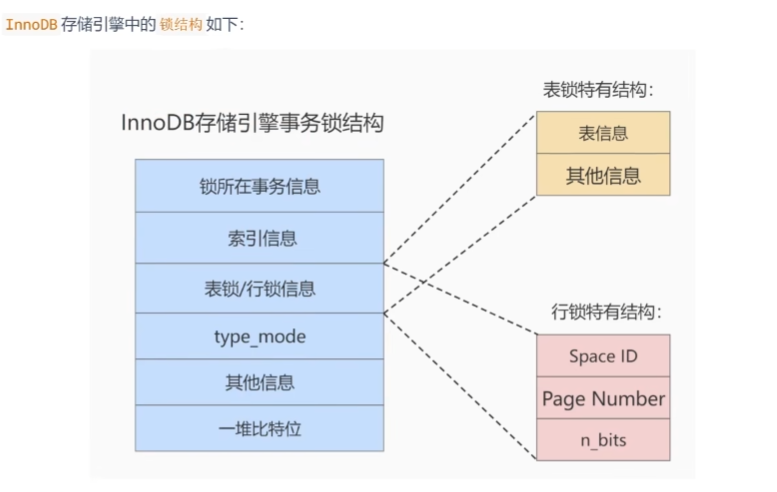 InnoDB 存储引擎中的 锁结构 如下：
InnoDB存储引擎事务锁结构
锁所在事务信息
索引信息
表锁/行锁信息
type_mode
其他信息
一堆比特位
表锁特有结构：
表信息
其他信息
行锁特有结构：
Space ID
Page Number
n_bits